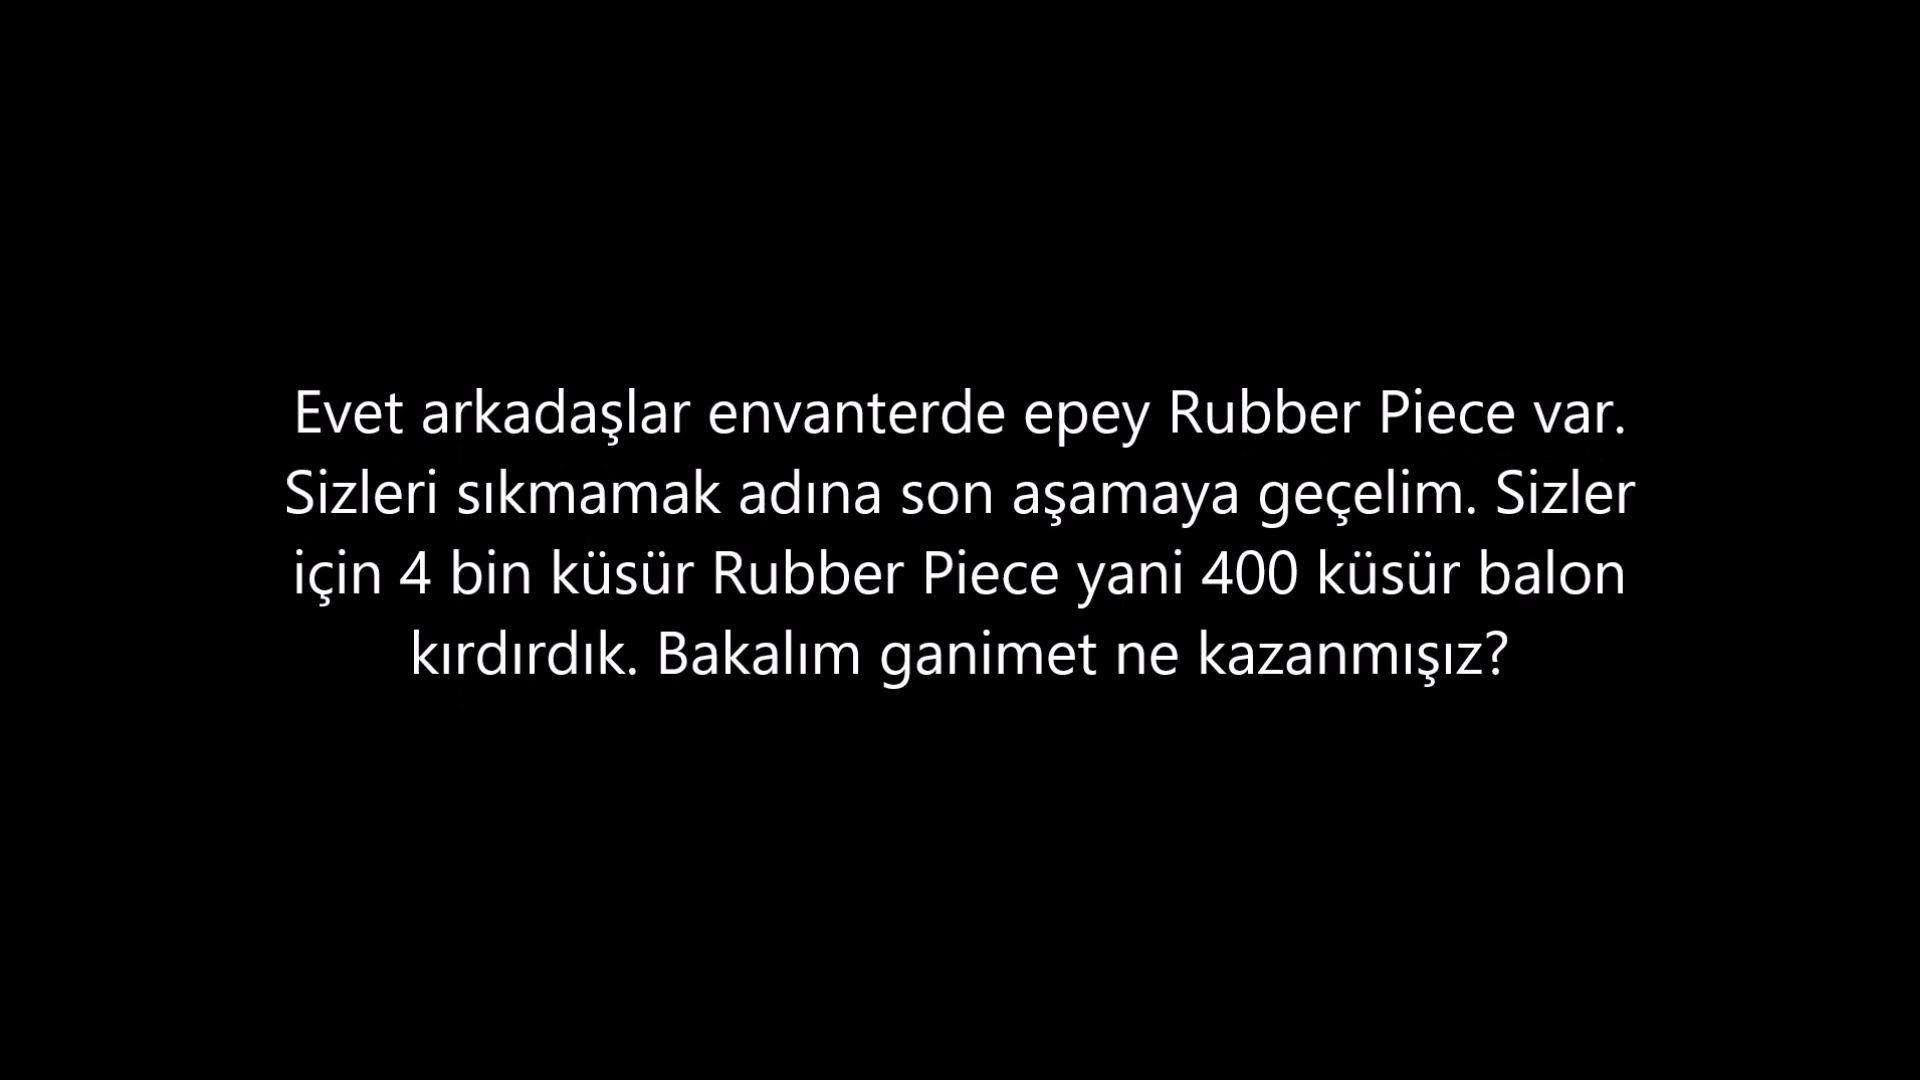 Evet arkadaşlar envanterde epey Rubber Piece var.
Sizleri sıkmamak adına son aşamaya geçelim. Sizler
için 4 bin küsür Rubber Piece yani 400 küsür balon
kırdırdık. Bakalım ganimet ne kazanmışız?